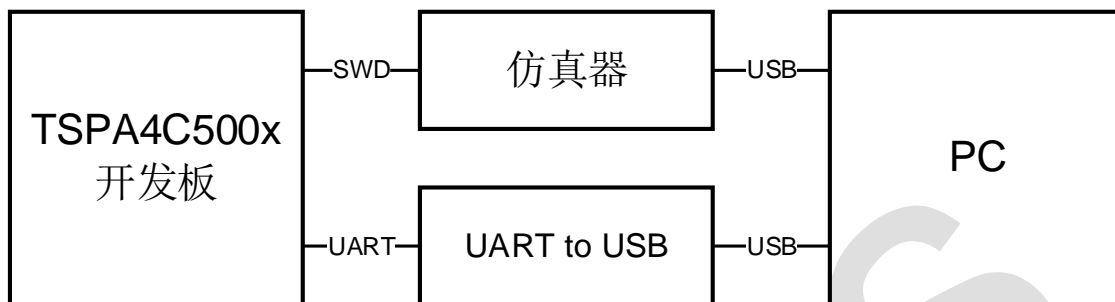 TSPA4C500x
开发板
SWD
仿真器
USB
PC
UART
UART to USB
USB